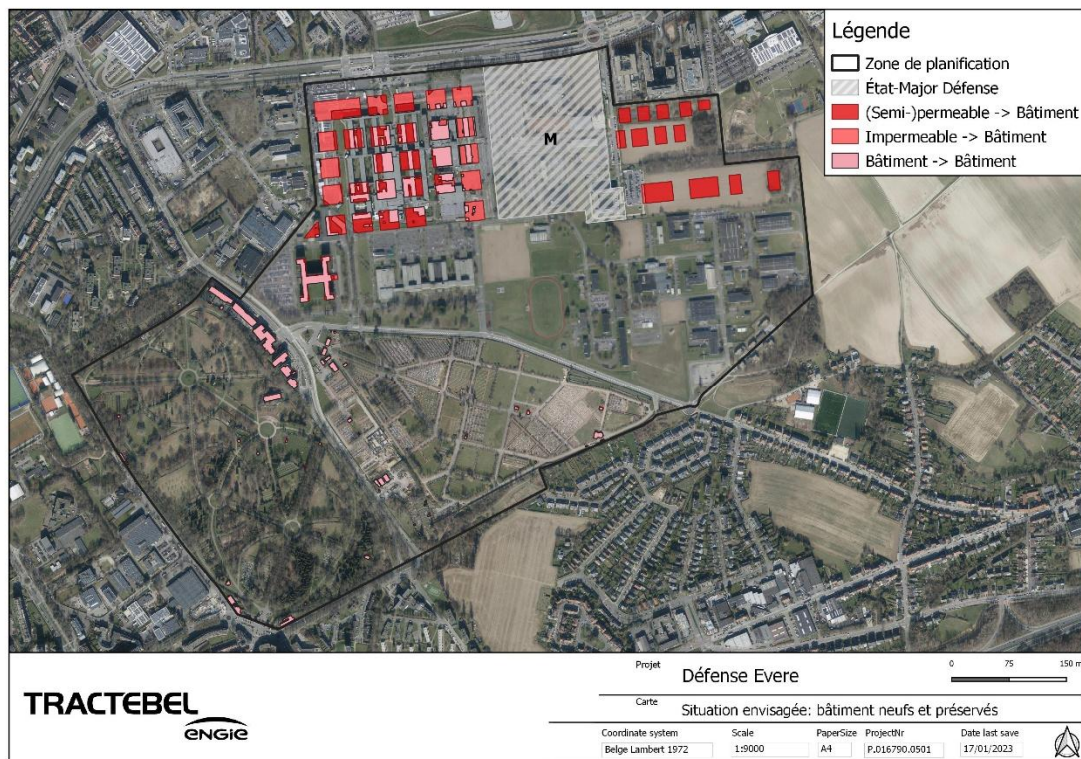 Légende
Zone de planification
État-Major Défense
(Semi-)permeable -> Bâtiment
Impermeable -> Bâtiment
Bâtiment -> Bâtiment
M
TRACTEBEL
ENGIE
Projet
Défense Evere
0 75 150 m
Carte
Situation envisagée: bâtiment neufs et préservés
Coordinate system Scale PaperSize ProjectNr Date last save
Belge Lambert 1972 1:9000 A4 P.016790.0501 17/01/2023